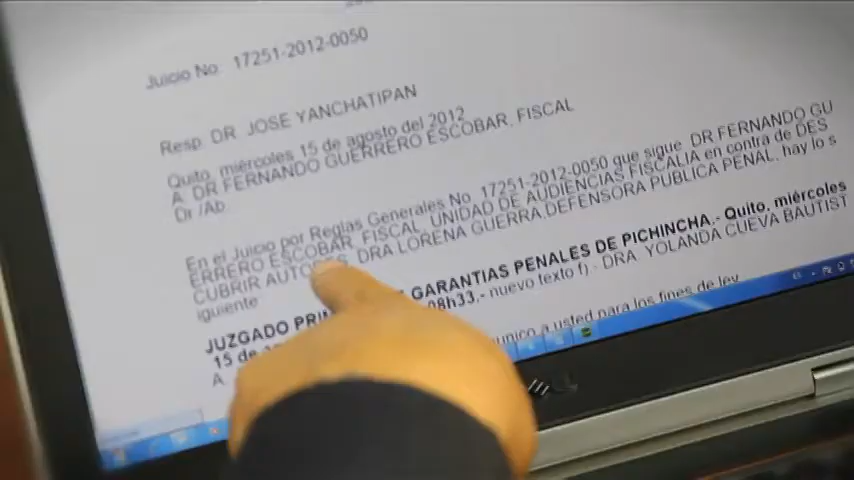 Juicio No. 17251-2012-0050
Resp. DR. JOSE YANCHATIPAN
Quito, miércoles 15 de agosto del 2012
A: DR FERNANDO GUERRERO ESCOBAR, FISCAL
Dr./Ab.
En el Juicio por Reglas Generales No. 17251-2012-0050 que sigue DR.FERNANDO GU
ERRERO ESCOBAR, FISCAL, UNIDAD DE AUDIENCIAS FISCALIA en contra de DES
CUBRIR AUTORES, DRA LORENA GUERRA,DEFENSORA PUBLICA PENAL, hay lo s
iguiente:
JUZGADO DE GARANTIAS PENALES DE PICHINCHA.- Quito, miércoles
15 de 08h33.- nuevo texto f) - DRA. YOLANDA CUEVA BAUTIST
A
a usted para los fines de ley